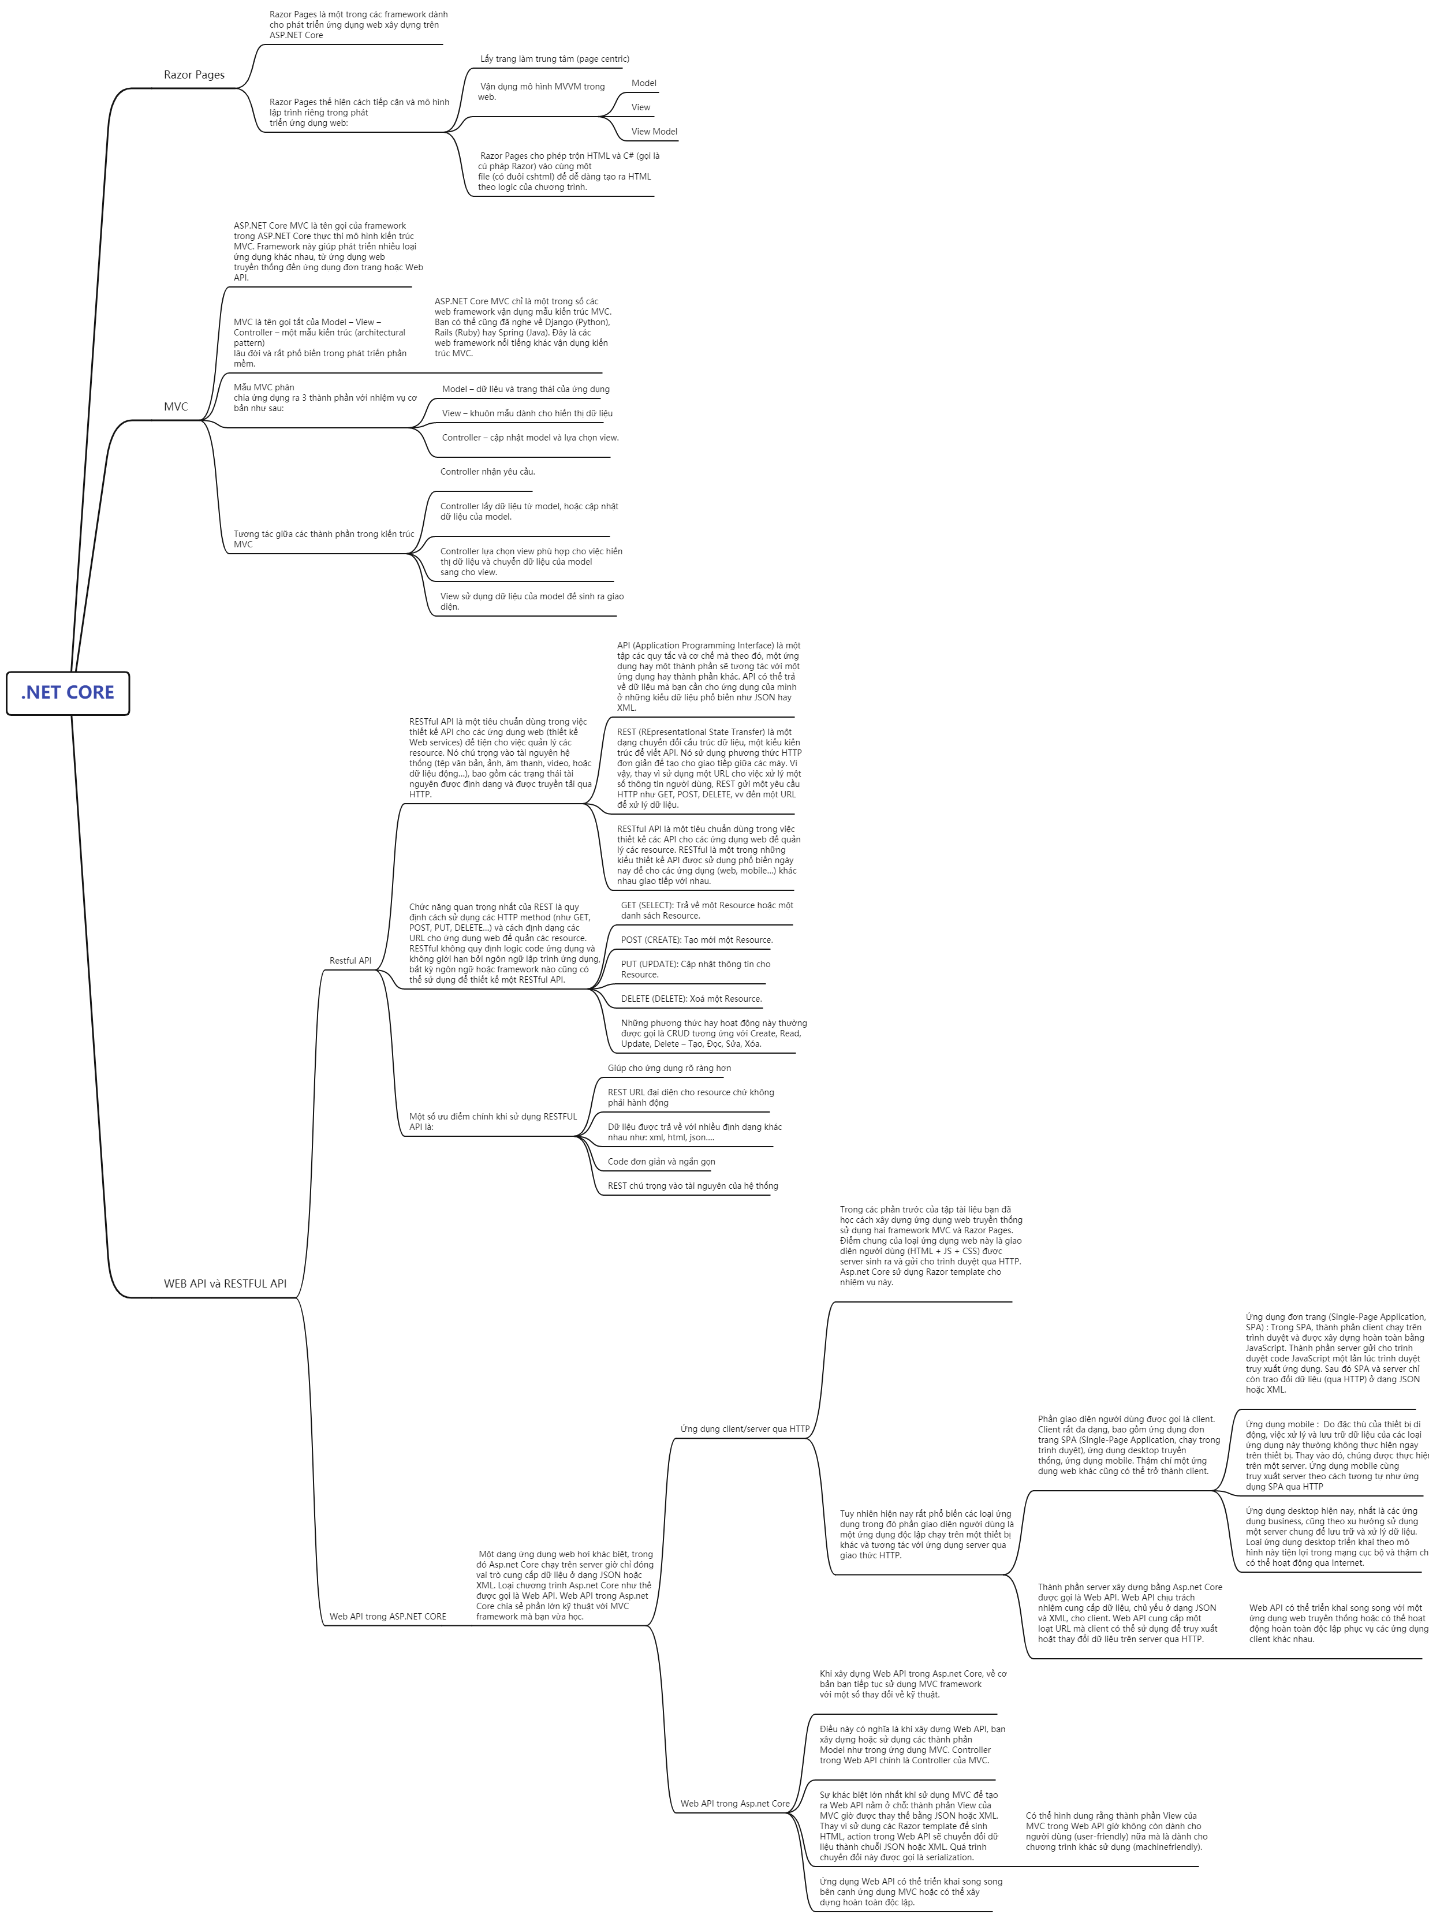 Razor Pages là một trong các framework dành
cho phát triển ứng dụng web xây dựng trên
ASP.NET Core
Razor Pages
Razor Pages thể hiện cách tiếp cận và mô hình
lập trình riêng trong phát
triển ứng dụng web:
Lấy trang làm trung tâm (page centric)
Vận dụng mô hình MVVM trong
web.
Model
View
View Model
Razor Pages cho phép trộn HTML và C# (gọi là
cú pháp Razor) vào cùng một
file (có đuôi cshtml) để dễ dàng tạo ra HTML
theo logic của chương trình.
ASP.NET Core MVC là tên gọi của framework
trong ASP.NET Core thực thi mô hình kiến trúc
MVC. Framework này giúp phát triển nhiều loại
ứng dụng khác nhau, từ ứng dụng web
truyền thống đến ứng dụng đơn trang hoặc Web
API.
MVC là tên gọi tắt của Model – View –
Controller – một mẫu kiến trúc (architectural
pattern)
lâu đời và rất phổ biến trong phát triển phần
mềm.
ASP.NET Core MVC chỉ là một trong số các
web framework vận dụng mẫu kiến trúc MVC.
Bạn có thể cũng đã nghe về Django (Python),
Rails (Ruby) hay Spring (Java). Đây là các
web framework nổi tiếng khác vận dụng kiến
trúc MVC.
MVC
Mẫu MVC phân
chia ứng dụng ra 3 thành phần với nhiệm vụ cơ
bản như sau:
Model – dữ liệu và trạng thái của ứng dụng
View – khuôn mẫu dành cho hiển thị dữ liệu
Controller – cập nhật model và lựa chọn view.
Tương tác giữa các thành phần trong kiến trúc
MVC
Controller nhận yêu cầu.
Controller lấy dữ liệu từ model, hoặc cập nhật
dữ liệu của model.
Controller lựa chọn view phù hợp cho việc hiển
thị dữ liệu và chuyển dữ liệu của model
sang cho view.
View sử dụng dữ liệu của model để sinh ra giao
diện.
.NET CORE
WEB API và RESTFUL API
Restful API
RESTful API là một tiêu chuẩn dùng trong việc
thiết kế API cho các ứng dụng web (thiết kế
Web services) để tiện cho việc quản lý các
resource. Nó chú trọng vào tài nguyên hệ
thống (tệp văn bản, ảnh, âm thanh, video, hoặc
dữ liệu động...), bao gồm các trạng thái tài
nguyên được định dạng và được truyền tải qua
HTTP.
API (Application Programming Interface) là một
tập các quy tắc và cơ chế mà theo đó, một ứng
dụng hay một thành phần sẽ tương tác với một
ứng dụng hay thành phần khác. API có thể trả
về dữ liệu mà bạn cần cho ứng dụng của mình
ở những kiểu dữ liệu phổ biến như JSON hay
XML.
REST (REpresentational State Transfer) là một
dạng chuyển đổi cấu trúc dữ liệu, một kiểu kiến
trúc để viết API. Nó sử dụng phương thức HTTP
đơn giản để tạo cho giao tiếp giữa các máy. Vì
vậy, thay vì sử dụng một URL cho việc xử lý một
số thông tin người dùng, REST gửi một yêu cầu
HTTP như GET, POST, DELETE, vv đến một URL
để xử lý dữ liệu.
RESTful API là một tiêu chuẩn dùng trong việc
thiết kế các API cho các ứng dụng web để quản
lý các resource. RESTful là một trong những
kiểu thiết kế API được sử dụng phổ biến ngày
nay để cho các ứng dụng (web, mobile...) khác
nhau giao tiếp với nhau.
Chức năng quan trọng nhất của REST là quy
định cách sử dụng các HTTP method (như GET,
POST, PUT, DELETE...) và cách định dạng các
URL cho ứng dụng web để quản các resource.
RESTful không quy định logic code ứng dụng và
không giới hạn bởi ngôn ngữ lập trình ứng dụng,
bất kỳ ngôn ngữ hoặc framework nào cũng có
thể sử dụng để thiết kế một RESTful API.
GET (SELECT): Trả về một Resource hoặc một
danh sách Resource.
POST (CREATE): Tạo mới một Resource.
PUT (UPDATE): Cập nhật thông tin cho
Resource.
DELETE (DELETE): Xoá một Resource.
Những phương thức hay hoạt động này thường
được gọi là CRUD tương ứng với Create, Read,
Update, Delete – Tạo, Đọc, Sửa, Xóa.
Một số ưu điểm chính khi sử dụng RESTFUL
API là:
Giúp cho ứng dụng rõ ràng hơn
REST URL đại diện cho resource chứ không
phải hành động
Dữ liệu được trả về với nhiều định dạng khác
nhau như: xml, html, json....
Code đơn giản và ngắn gọn
REST chú trọng vào tài nguyên của hệ thống
Web API trong ASP.NET CORE
Một dạng ứng dụng web hơi khác biệt, trong
đó Asp.net Core chạy trên server giờ chỉ đóng
vai trò cung cấp dữ liệu ở dạng JSON hoặc
XML. Loại chương trình Asp.net Core như thế
được gọi là Web API. Web API trong Asp.net
Core chia sẻ phần lớn kỹ thuật với MVC
framework mà bạn vừa học.
Ứng dụng client/server qua HTTP
Trong các phần trước của tập tài liệu bạn đã
học cách xây dựng ứng dụng web truyền thống
sử dụng hai framework MVC và Razor Pages.
Điểm chung của loại ứng dụng web này là giao
diện người dùng (HTML + JS + CSS) được
server sinh ra và gửi cho trình duyệt qua HTTP.
Asp.net Core sử dụng Razor template cho
nhiệm vụ này.
Tuy nhiên hiện nay rất phổ biến các loại ứng
dụng trong đó phần giao diện người dùng là
một ứng dụng độc lập chạy trên một thiết bị
khác và tương tác với ứng dụng server qua
giao thức HTTP.
Phần giao diện người dùng được gọi là client.
Client rất đa dạng, bao gồm ứng dụng đơn
trang SPA (Single-Page Application, chạy trong
trình duyệt), ứng dụng desktop truyền
thống, ứng dụng mobile. Thậm chí một ứng
dụng web khác cũng có thể trở thành client.
Ứng dụng đơn trang (Single-Page Application,
SPA) : Trong SPA, thành phần client chạy trên
trình duyệt và được xây dựng hoàn toàn bằng
JavaScript. Thành phần server gửi cho trình
duyệt code JavaScript một lần lúc trình duyệt
truy xuất ứng dụng. Sau đó SPA và server chỉ
còn trao đổi dữ liệu (qua HTTP) ở dạng JSON
hoặc XML.
Ứng dụng mobile : Do đặc thù của thiết bị di
động, việc xử lý và lưu trữ dữ liệu của các loại
ứng dụng này thường không thực hiện ngay
trên thiết bị. Thay vào đó, chúng được thực hiệ
trên một server. Ứng dụng mobile cũng
truy xuất server theo cách tương tự như ứng
dụng SPA qua HTTP
Ứng dụng desktop hiện nay, nhất là các ứng
dụng business, cũng theo xu hướng sử dụng
một server chung để lưu trữ và xử lý dữ liệu.
Loại ứng dụng desktop triển khai theo mô
hình này tiện lợi trong mạng cục bộ và thậm ch
có thể hoạt động qua Internet.
Thành phần server xây dựng bằng Asp.net Core
được gọi là Web API. Web API chịu trách
nhiệm cung cấp dữ liệu, chủ yếu ở dạng JSON
và XML, cho client. Web API cung cấp một
loạt URL mà client có thể sử dụng để truy xuất
hoặt thay đổi dữ liệu trên server qua HTTP.
Web API có thể triển khai song song với một
ứng dụng web truyền thống hoặc có thể hoạt
động hoàn toàn độc lập phục vụ các ứng dụng
client khác nhau.
Web API trong Asp.net Core
Khi xây dựng Web API trong Asp.net Core, về cơ
bản bạn tiếp tục sử dụng MVC framework
với một số thay đổi về kỹ thuật.
Điều này có nghĩa là khi xây dựng Web API, bạn
xây dựng hoặc sử dụng các thành phần
Model như trong ứng dụng MVC. Controller
trong Web API chính là Controller của MVC.
Sự khác biệt lớn nhất khi sử dụng MVC để tạo
ra Web API nằm ở chỗ: thành phần View của
MVC giờ được thay thế bằng JSON hoặc XML.
Thay vì sử dụng các Razor template để sinh
HTML, action trong Web API sẽ chuyển đổi dữ
liệu thành chuỗi JSON hoặc XML. Quá trình
chuyển đổi này được gọi là serialization.
Có thể hình dung rằng thành phần View của
MVC trong Web API giờ không còn dành cho
người dùng (user-friendly) nữa mà là dành cho
chương trình khác sử dụng (machinefriendly).
Ứng dụng Web API có thể triển khai song song
bên cạnh ứng dụng MVC hoặc có thể xây
dựng hoàn toàn độc lập.